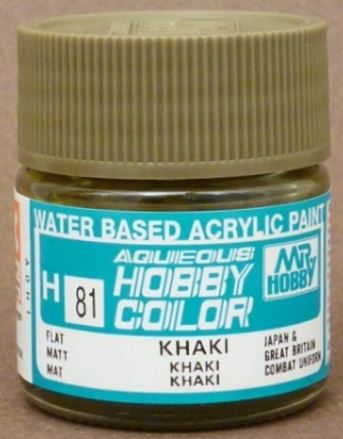 WATER BASED ACRYLIC PAINT
AQUEOUS
HOBBY
COLOR
MR
HOBBY
H 81
FLAT
MATT
MAT
KHAKI
KHAKI
KHAKI
JAPAN &
GREAT BRITAIN
COMBAT UNIFORM